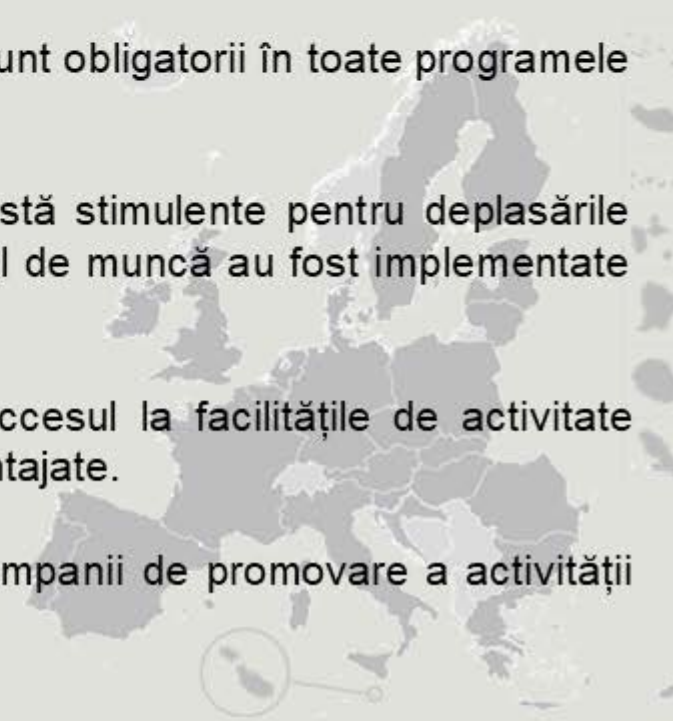 unt obligatorii în toate programele
stă stimulente pentru deplasările
l de muncă au fost implementate
ccesul la facilitățile de activitate
ntajate.
mpanii de promovare a activității